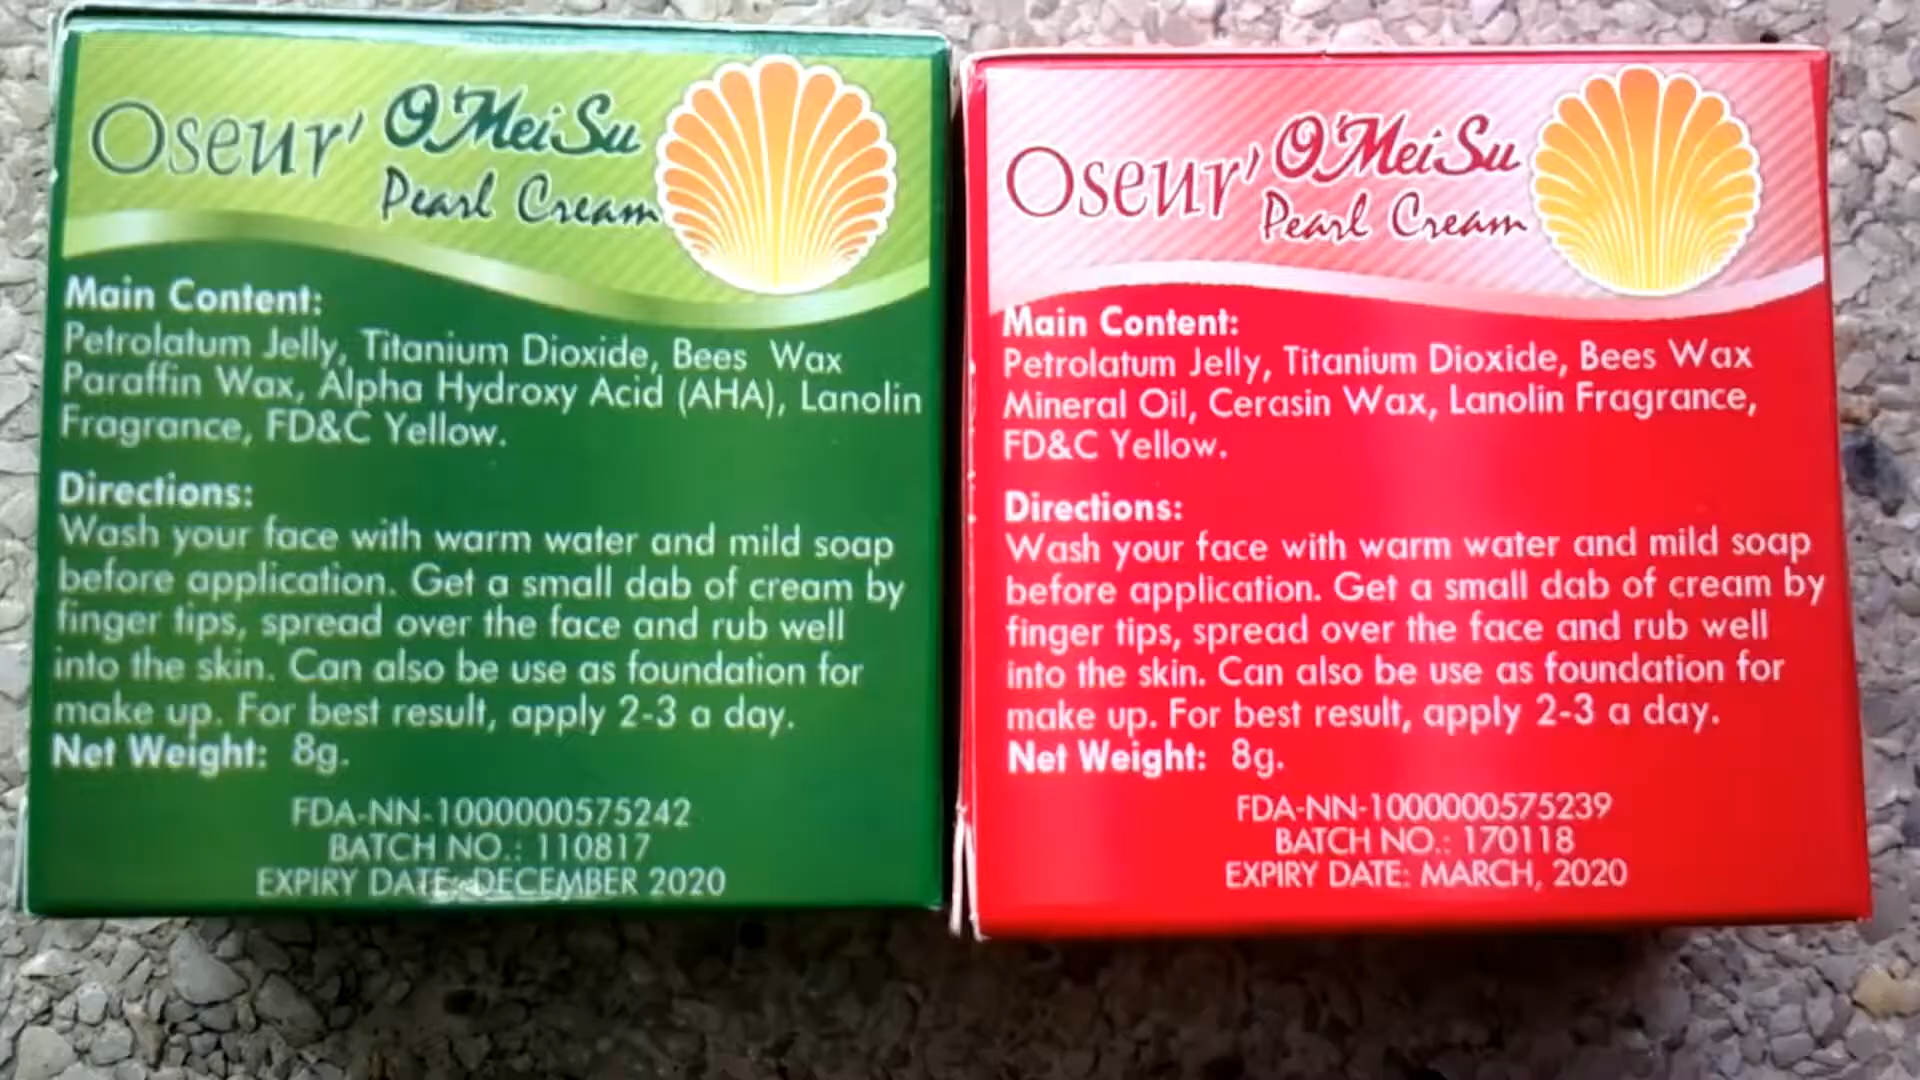 Oseur' O'Mei Su
Pearl Cream
Main Content:
Petrolatum Jelly, Titanium Dioxide, Bees Wax
Paraffin Wax, Alpha Hydroxy Acid (AHA), Lanolin
Fragrance, FD&C Yellow.
Directions:
Wash your face with warm water and mild soap
before application. Get a small dab of cream by
finger tips, spread over the face and rub well
into the skin. Can also be use as foundation for
make up. For best result, apply 2-3 a day.
Net Weight: 8g.
FDA-NN-1000000575242
BATCH NO.: 110817
EXPIRY DATE: DECEMBER 2020
Oseur' O'Mei Su
Pearl Cream
Main Content:
Petrolatum Jelly, Titanium Dioxide, Bees Wax
Mineral Oil, Cerasin Wax, Lanolin Fragrance,
FD&C Yellow.
Directions:
Wash your face with warm water and mild soap
before application. Get a small dab of cream by
finger tips, spread over the face and rub well
into the skin. Can also be use as foundation for
make up. For best result, apply 2-3 a day.
Net Weight: 8g.
FDA-NN-1000000575239
BATCH NO.: 170118
EXPIRY DATE: MARCH, 2020